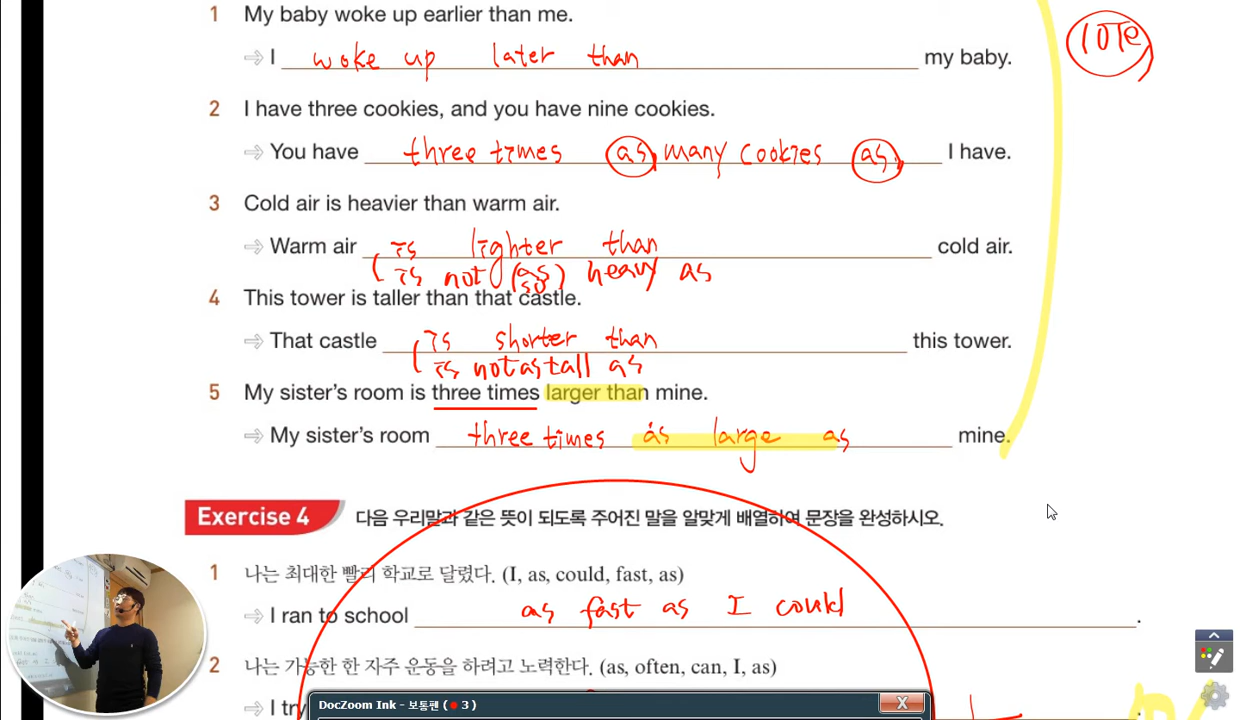 1 My baby woke up earlier than me.
⇨ I woke up later than my baby.
late
2 I have three cookies, and you have nine cookies.
⇨ You have three times as many cookies as I have.
3 Cold air is heavier than warm air.
⇨ Warm air is lighter than cold air.
is not (as) heavy as
so
4 This tower is taller than that castle.
⇨ That castle is shorter than this tower.
is not as tall as
5 My sister's room is three times larger than mine.
⇨ My sister's room three times as large as mine.
Exercise 4 다음 우리말과 같은 뜻이 되도록 주어진 말을 알맞게 배열하여 문장을 완성하시오.
1 나는 최대한 빨리 학교로 달렸다. (I, as, could, fast, as)
⇨ I ran to school as fast as I could.
2 나는 가능한 한 자주 운동을 하려고 노력한다. (as, often, can, I, as)
⇨ I try
DocZoom Ink - 보통펜 ( ● 3 )